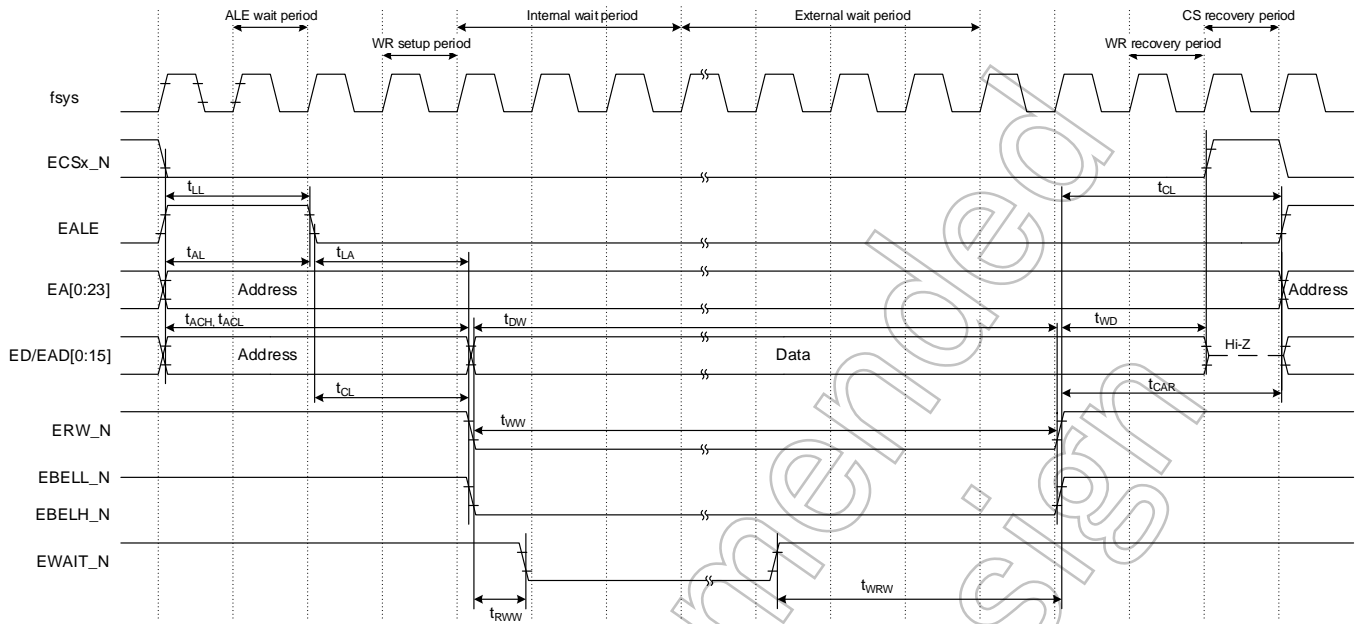 ALE wait period Internal wait period External wait period CS recovery period
WR setup period WR recovery period
fsys
ECSx_N
tLL tCL
EALE
tAL tLA
EA[0:23] Address Address
tACH, tACL tDW tWD
ED/EAD[0:15] Address Data Hi-Z
tCL tCAR
ERW_N tWW
EBELL_N
EBELH_N
EWAIT_N
tRWW tWRW
mended
sign